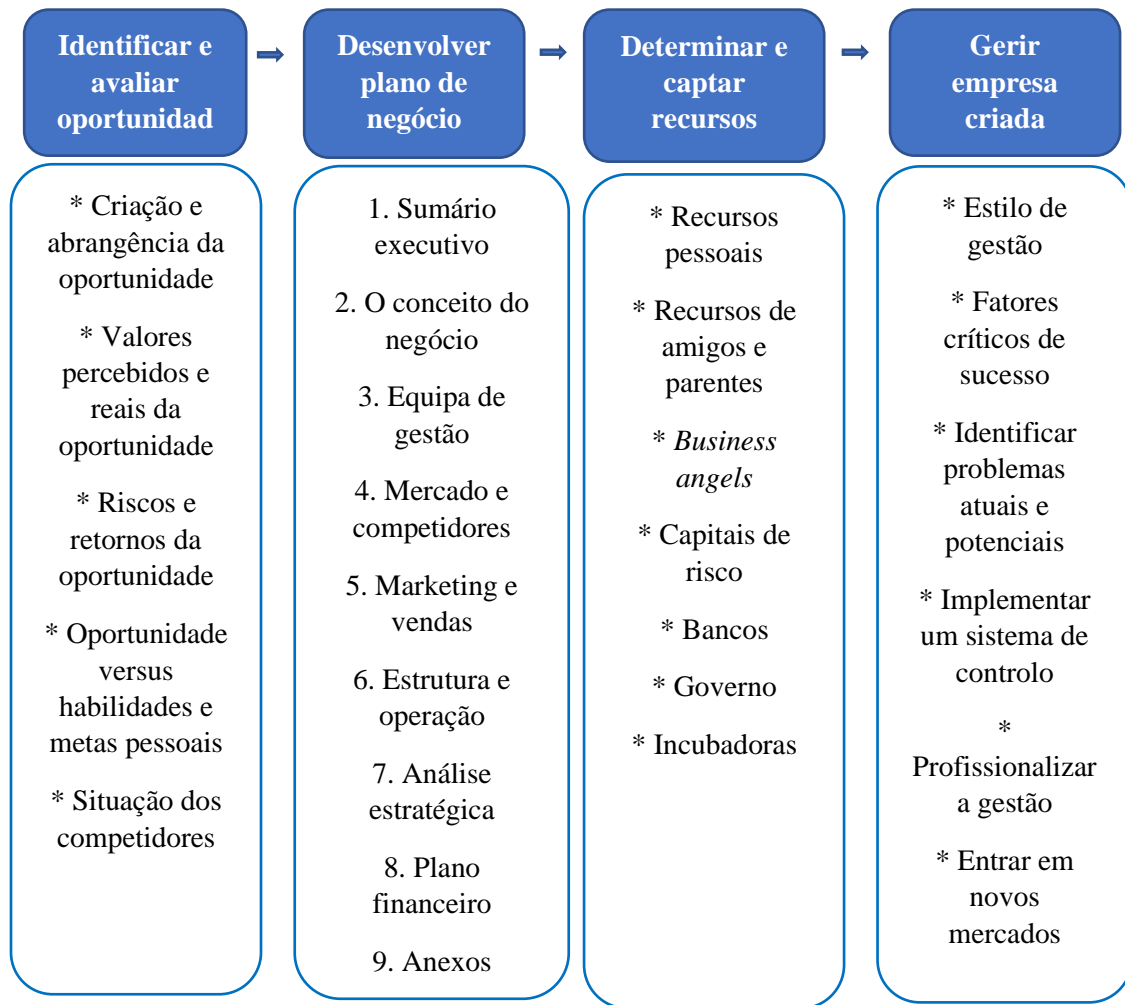 Identificar e
avaliar
oportunidad
Desenvolver
plano de
negócio
Determinar e
captar
recursos
Gerir
empresa
criada
* Criação e
abrangência da
oportunidade
* Valores
percebidos e
reais da
oportunidade
* Riscos e
retornos da
oportunidade
* Oportunidade
versus
habilidades e
metas pessoais
* Situação dos
competidores
1. Sumário
executivo
2. O conceito do
negócio
3. Equipa de
gestão
4. Mercado e
competidores
5. Marketing e
vendas
6. Estrutura e
operação
7. Análise
estratégica
8. Plano
financeiro
9. Anexos
* Recursos
pessoais
* Recursos de
amigos e
parentes
* Business
angels
* Capitais de
risco
* Bancos
* Governo
* Incubadoras
* Estilo de
gestão
* Fatores
críticos de
sucesso
* Identificar
problemas
atuais e
potenciais
* Implementar
um sistema de
controlo
*
Profissionalizar
a gestão
* Entrar em
novos
mercados